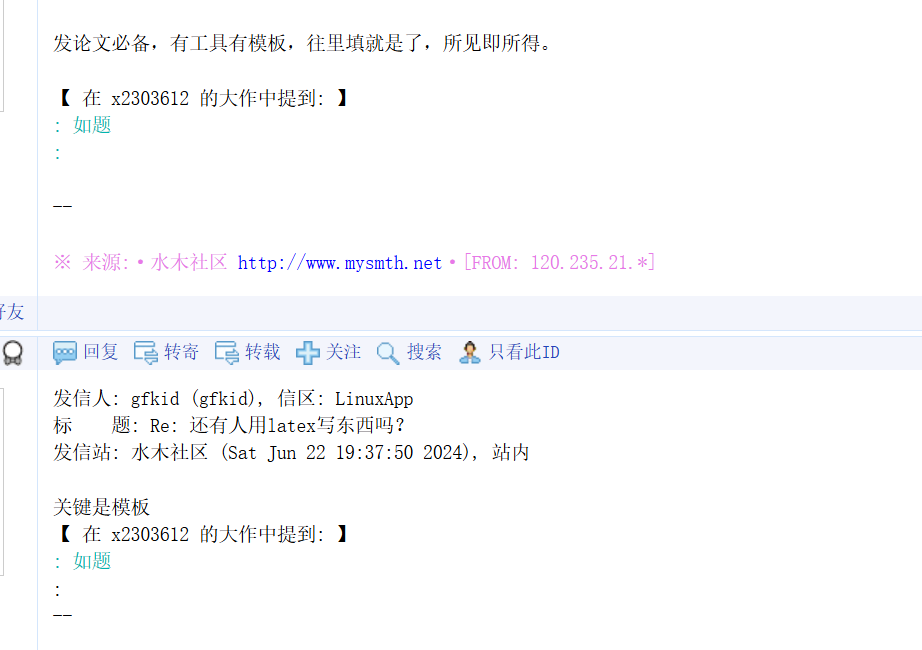 发论文必备，有工具有模板，往里填就是了，所见即所得。
【 在 x2303612 的大作中提到: 】
: 如题
:
--
※ 来源:·水木社区 http://www.mysmth.net·[FROM: 120.235.21.*]
好友
回复 转寄 转载 关注 搜索 只看此ID
发信人: gfkid (gfkid), 信区: LinuxApp
标    题: Re: 还有人用latex写东西吗？
发信站: 水木社区 (Sat Jun 22 19:37:50 2024), 站内
关键是模板
【 在 x2303612 的大作中提到: 】
: 如题
:
--